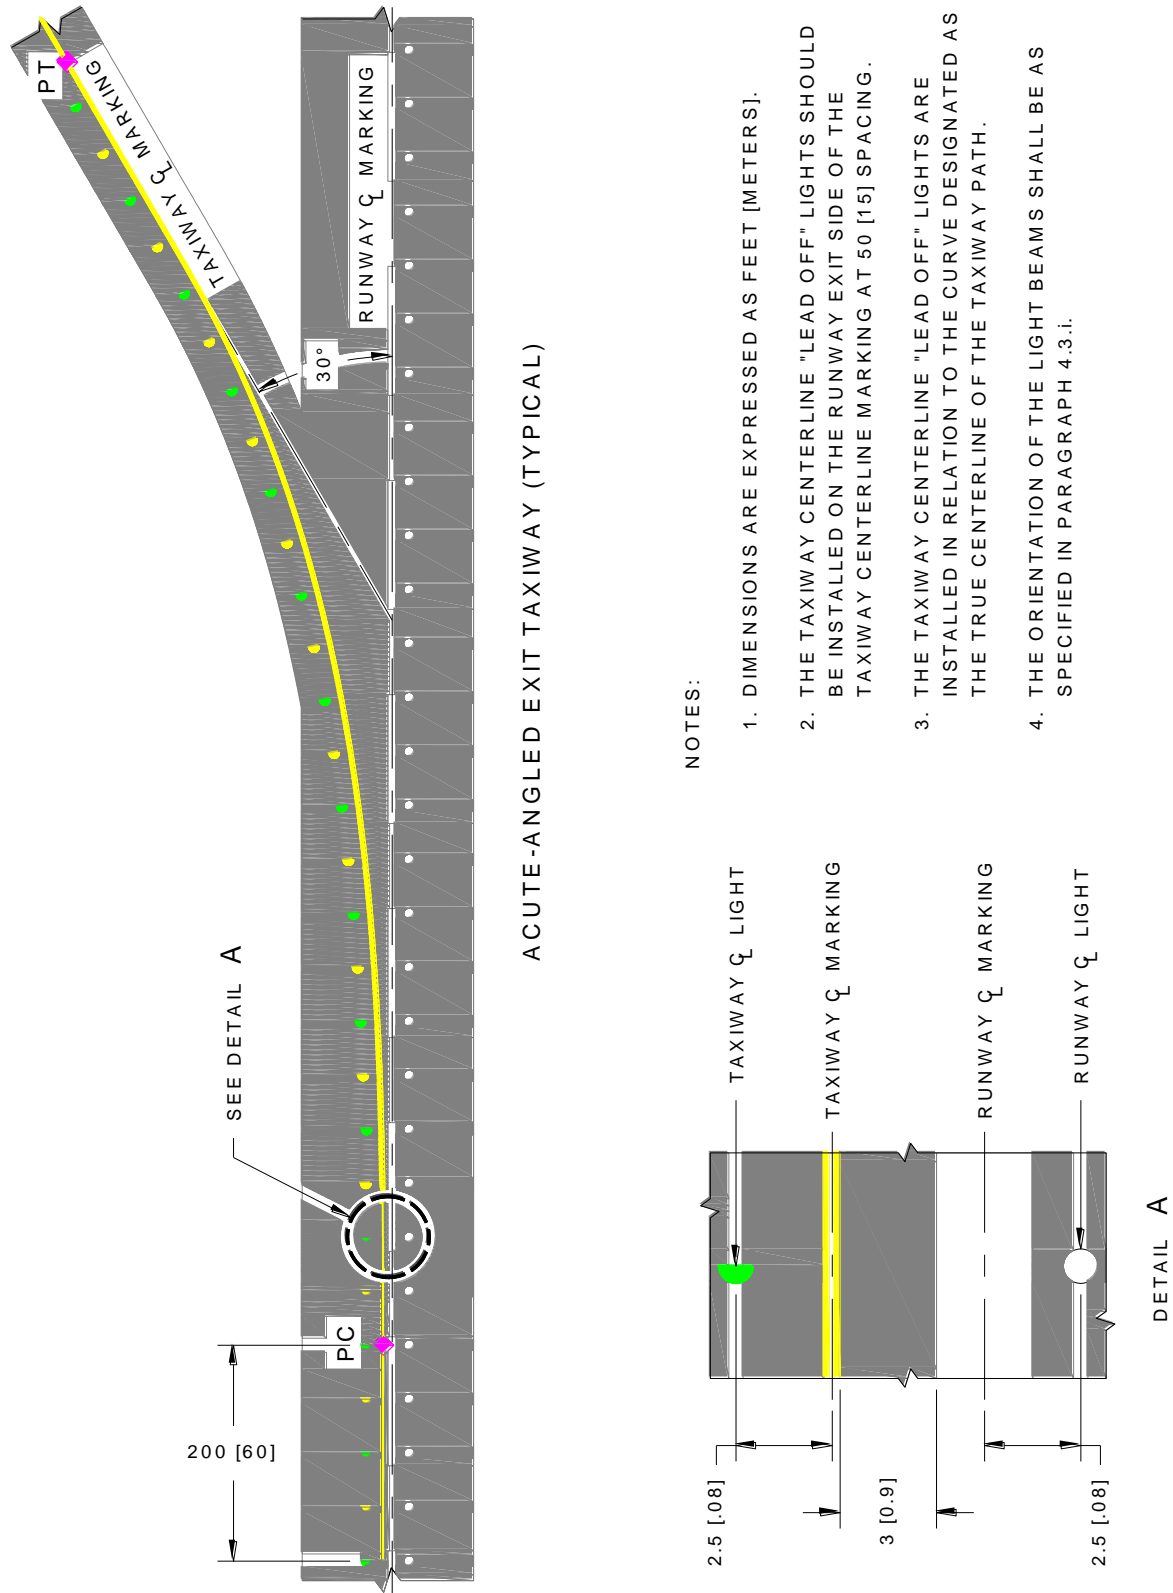 PT
TAXIWAY ℄ MARKING
RUNWAY ℄ MARKING
30°
SEE DETAIL A
PC
200 [60]
ACUTE-ANGLED EXIT TAXIWAY (TYPICAL)
NOTES:
1. DIMENSIONS ARE EXPRESSED AS FEET [METERS].
2. THE TAXIWAY CENTERLINE "LEAD OFF" LIGHTS SHOULD
BE INSTALLED ON THE RUNWAY EXIT SIDE OF THE
TAXIWAY CENTERLINE MARKING AT 50 [15] SPACING.
3. THE TAXIWAY CENTERLINE "LEAD OFF" LIGHTS ARE
INSTALLED IN RELATION TO THE CURVE DESIGNATED AS
THE TRUE CENTERLINE OF THE TAXIWAY PATH.
4. THE ORIENTATION OF THE LIGHT BEAMS SHALL BE AS
SPECIFIED IN PARAGRAPH 4.3.i.
TAXIWAY ℄ LIGHT
TAXIWAY ℄ MARKING
RUNWAY ℄ MARKING
RUNWAY ℄ LIGHT
2.5 [.08]
3 [0.9]
2.5 [.08]
DETAIL A